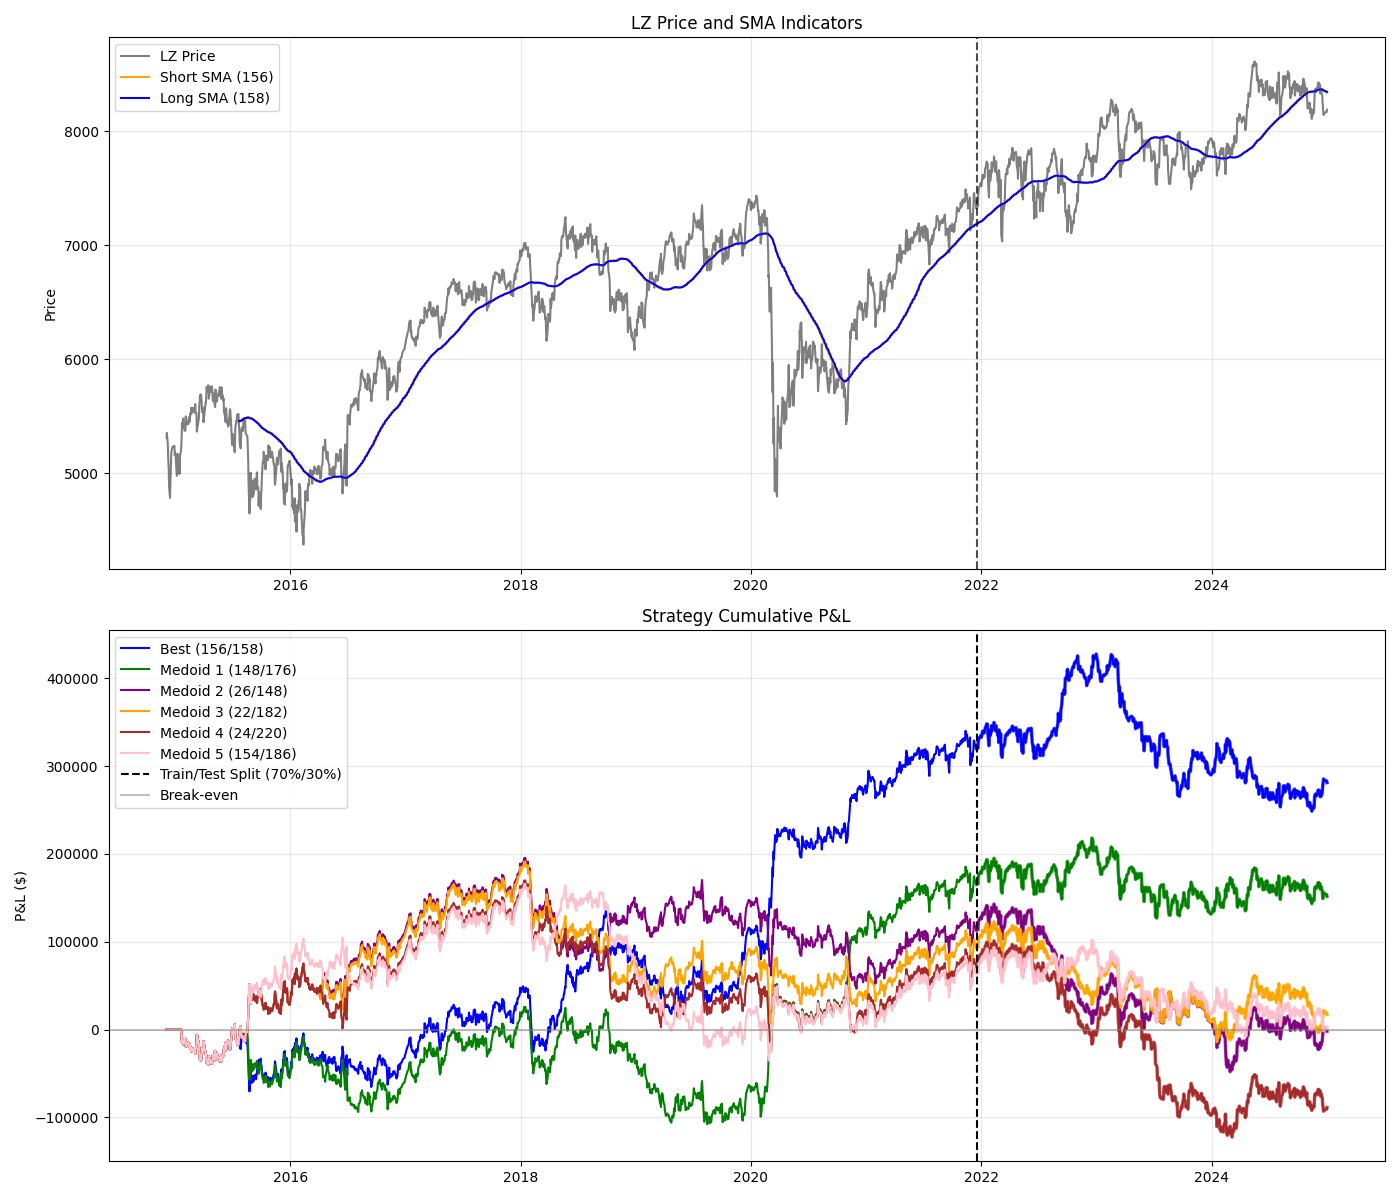 LZ Price and SMA Indicators
LZ Price
Short SMA (156)
Long SMA (158)
Price
8000
7000
6000
5000
2016
2018
2020
2022
2024
Strategy Cumulative P&L
Best (156/158)
Medoid 1 (148/176)
Medoid 2 (26/148)
Medoid 3 (22/182)
Medoid 4 (24/220)
Medoid 5 (154/186)
Train/Test Split (70%/30%)
Break-even
P&L ($)
400000
300000
200000
100000
0
−100000
2016
2018
2020
2022
2024